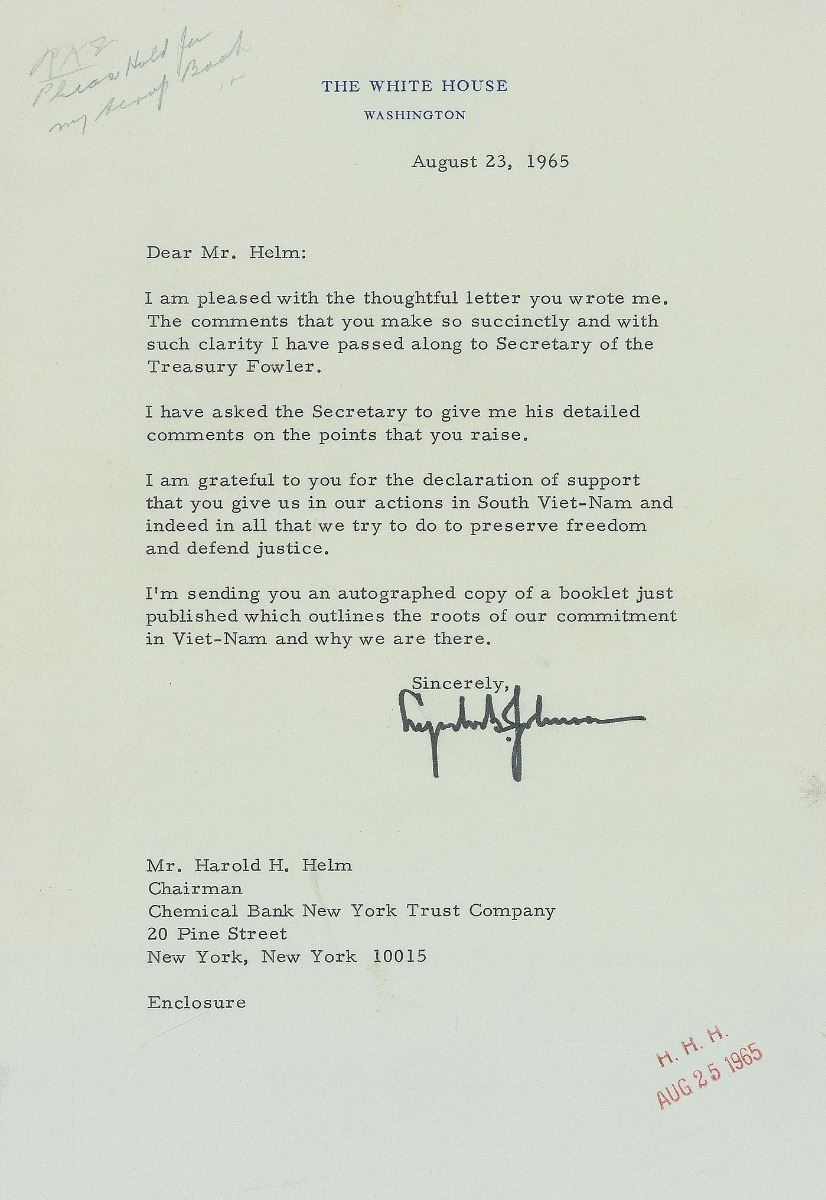 Please Hold for
my Scrap Book
THE WHITE HOUSE
WASHINGTON
August 23, 1965
Dear Mr. Helm:
I am pleased with the thoughtful letter you wrote me.
The comments that you make so succinctly and with
such clarity I have passed along to Secretary of the
Treasury Fowler.
I have asked the Secretary to give me his detailed
comments on the points that you raise.
I am grateful to you for the declaration of support
that you give us in our actions in South Viet-Nam and
indeed in all that we try to do to preserve freedom
and defend justice.
I'm sending you an autographed copy of a booklet just
published which outlines the roots of our commitment
in Viet-Nam and why we are there.
Sincerely,
Lyndon B. Johnson
Mr. Harold H. Helm
Chairman
Chemical Bank New York Trust Company
20 Pine Street
New York, New York 10015
Enclosure
H. H. H.
AUG 25 1965